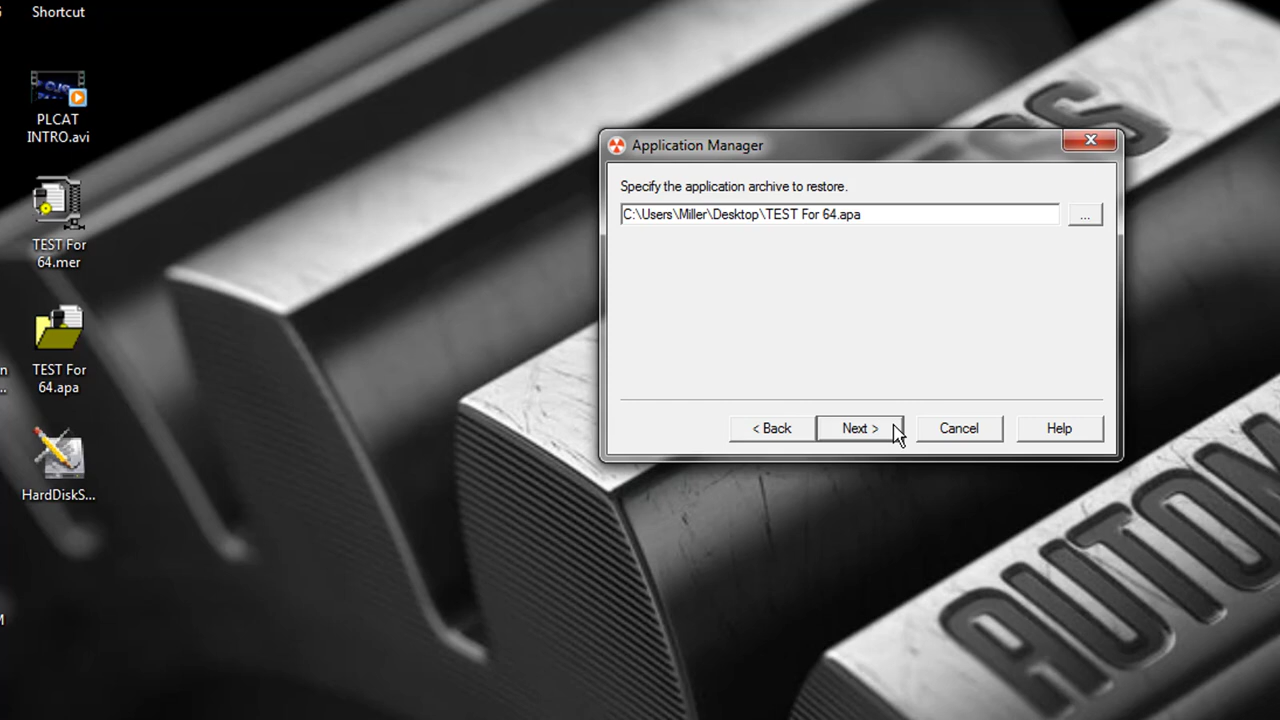 Shortcut
PLCAT
INTRO.avi
TEST For
64.mer
TEST For
64.apa
HardDiskS...
Application Manager
Specify the application archive to restore.
C:\Users\Miller\Desktop\TEST For 64.apa
...
< Back
Next >
Cancel
Help
AUTOM